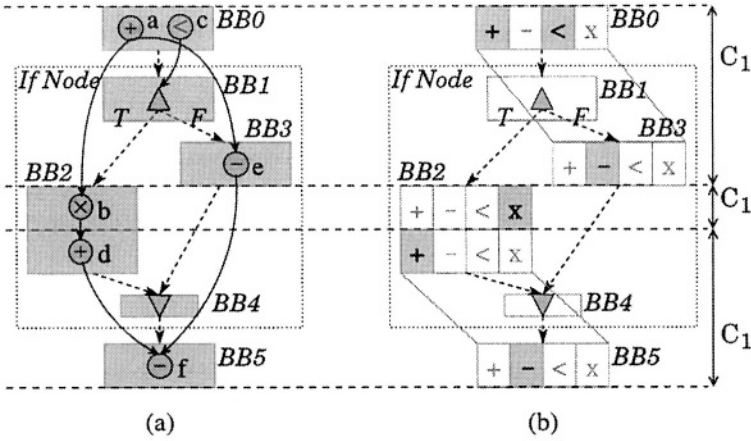 + a < c BB0
If Node BB1
T F BB3
BB2 − e
× b
+ d
BB4
− f BB5
(a)
+ − < x BB0
If Node BB1
T F BB3
+ − < x
BB2
+ − < x
+ − < x
BB4
+ − < x BB5
(b)
C1
C1
C1